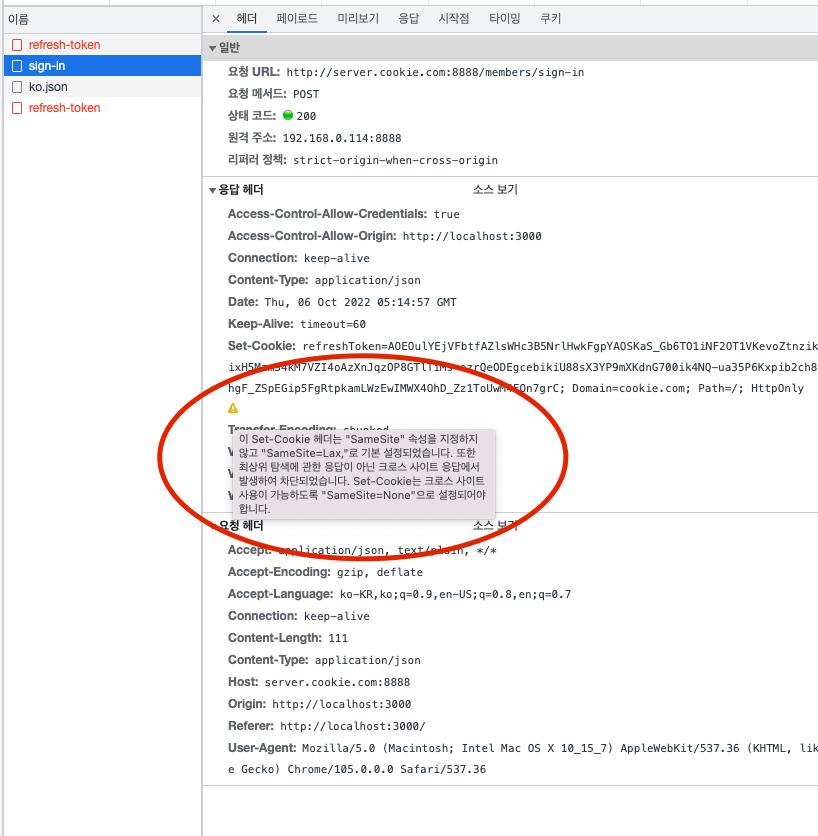 이름
refresh-token
sign-in
ko.json
refresh-token
× 헤더 페이로드 미리보기 응답 시작점 타이밍 쿠키
▼일반
요청 URL: http://server.cookie.com:8888/members/sign-in
요청 메서드: POST
상태 코드: 200
원격 주소: 192.168.0.114:8888
리퍼러 정책: strict-origin-when-cross-origin
▼응답 헤더 소스 보기
Access-Control-Allow-Credentials: true
Access-Control-Allow-Origin: http://localhost:3000
Connection: keep-alive
Content-Type: application/json
Date: Thu, 06 Oct 2022 05:14:57 GMT
Keep-Alive: timeout=60
Set-Cookie:
Domain=cookie.com; Path=/; HttpOnly
Transfer-Encoding: chunked
이 Set-Cookie 헤더는 "SameSite" 속성을 지정하지
않고 "SameSite=Lax,"로 기본 설정되었습니다. 또한
최상위 탐색에 관한 응답이 아닌 크로스 사이트 응답에서
발생하여 차단되었습니다. Set-Cookie는 크로스 사이트
사용이 가능하도록 "SameSite=None"으로 설정되어야
합니다.
요청 헤더 소스 보기
Accept: application/json, text/plain, */*
Accept-Encoding: gzip, deflate
Accept-Language: ko-KR,ko;q=0.9,en-US;q=0.8,en;q=0.7
Connection: keep-alive
Content-Length: 111
Content-Type: application/json
Host: server.cookie.com:8888
Origin: http://localhost:3000
Referer: http://localhost:3000/
User-Agent: Mozilla/5.0 (Macintosh; Intel Mac OS X 10_15_7) AppleWebKit/537.36 (KHTML, lik
e Gecko) Chrome/105.0.0.0 Safari/537.36